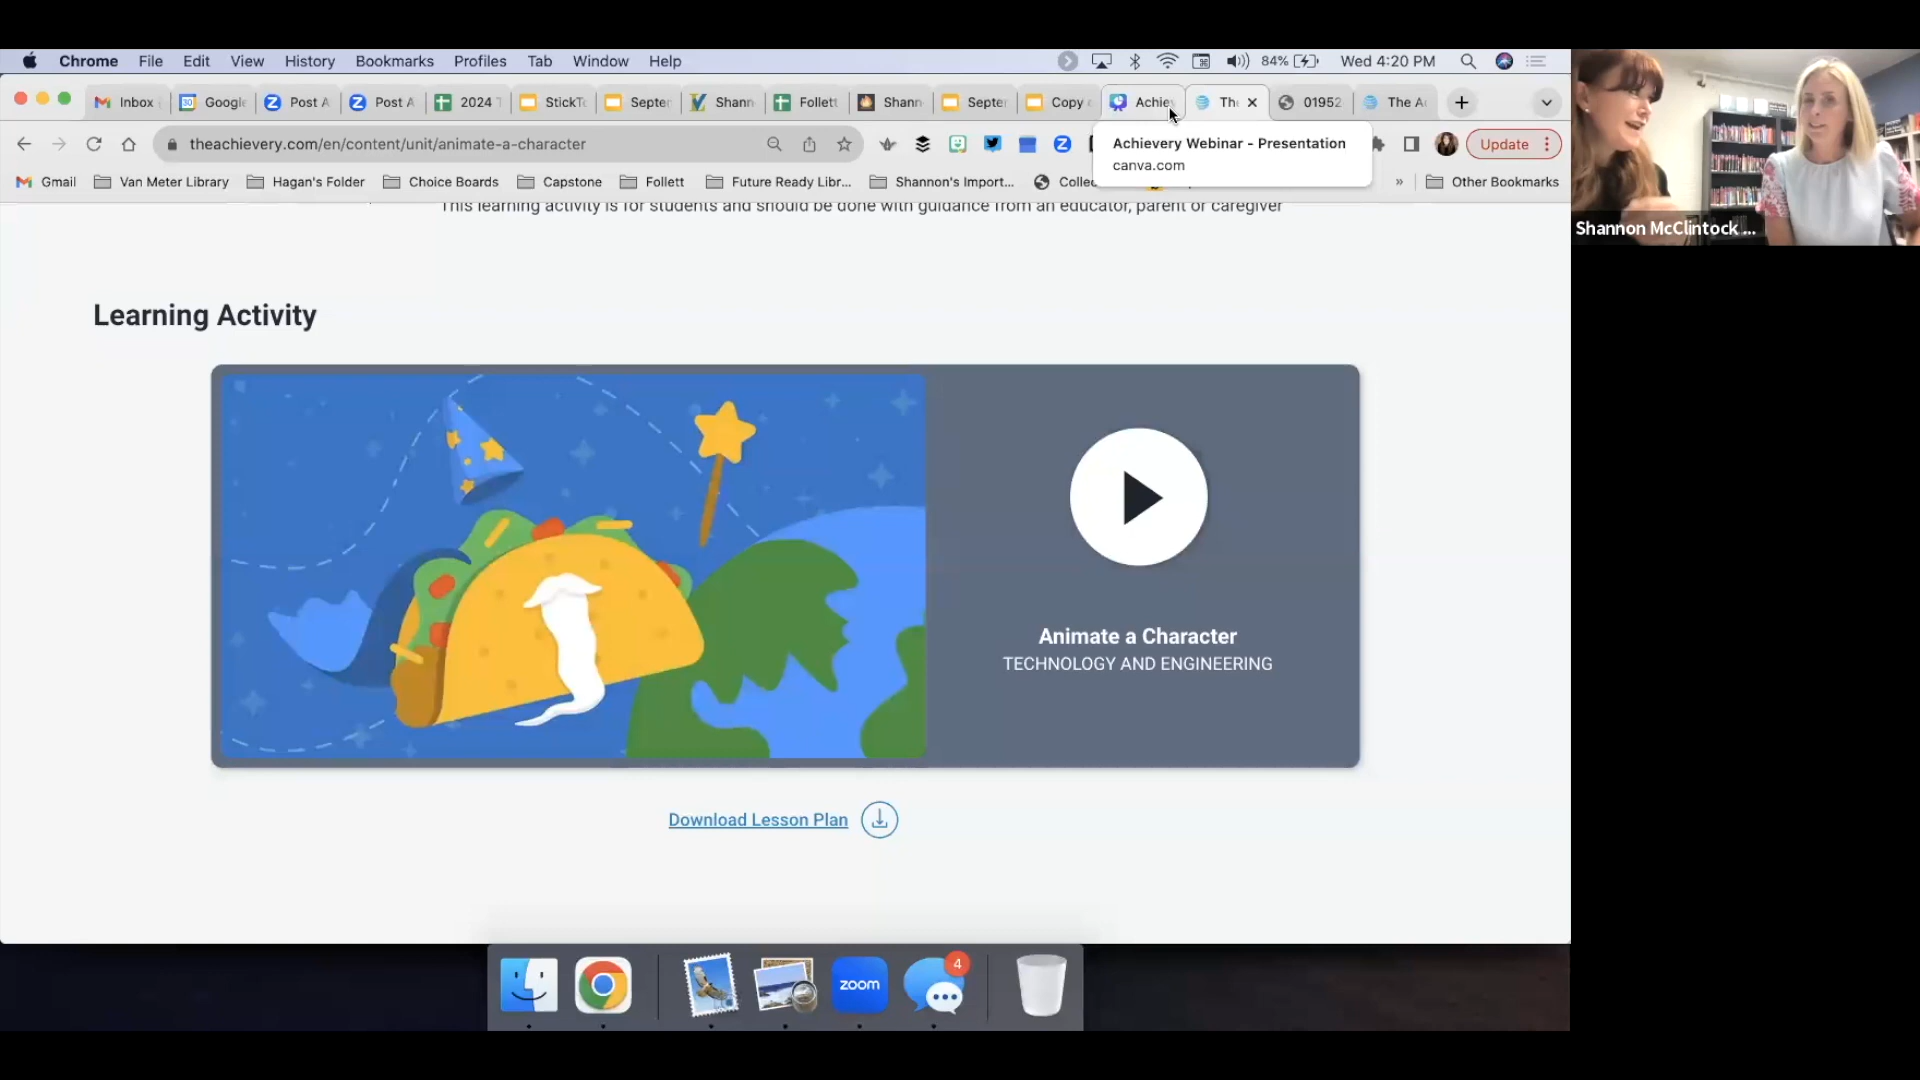 Chrome File Edit View History Bookmarks Profiles Tab Window Help 84% Wed 4:20 PM
Inbox Google Post A Post A 2024 StickTo Septer Shann Follett Shann Septe Copy Achie The 01952 The A
theachievery.com/en/content/unit/animate-a-character Update
Achievery Webinar - Presentation
canva.com
Gmail Van Meter Library Hagan's Folder Choice Boards Capstone Follett Future Ready Libr... Shannon's Import... Colle » Other Bookmarks
This learning activity is for students and should be done with guidance from an educator, parent or caregiver
Shannon McClintock ...
Learning Activity
Animate a Character
TECHNOLOGY AND ENGINEERING
Download Lesson Plan
zoom
4